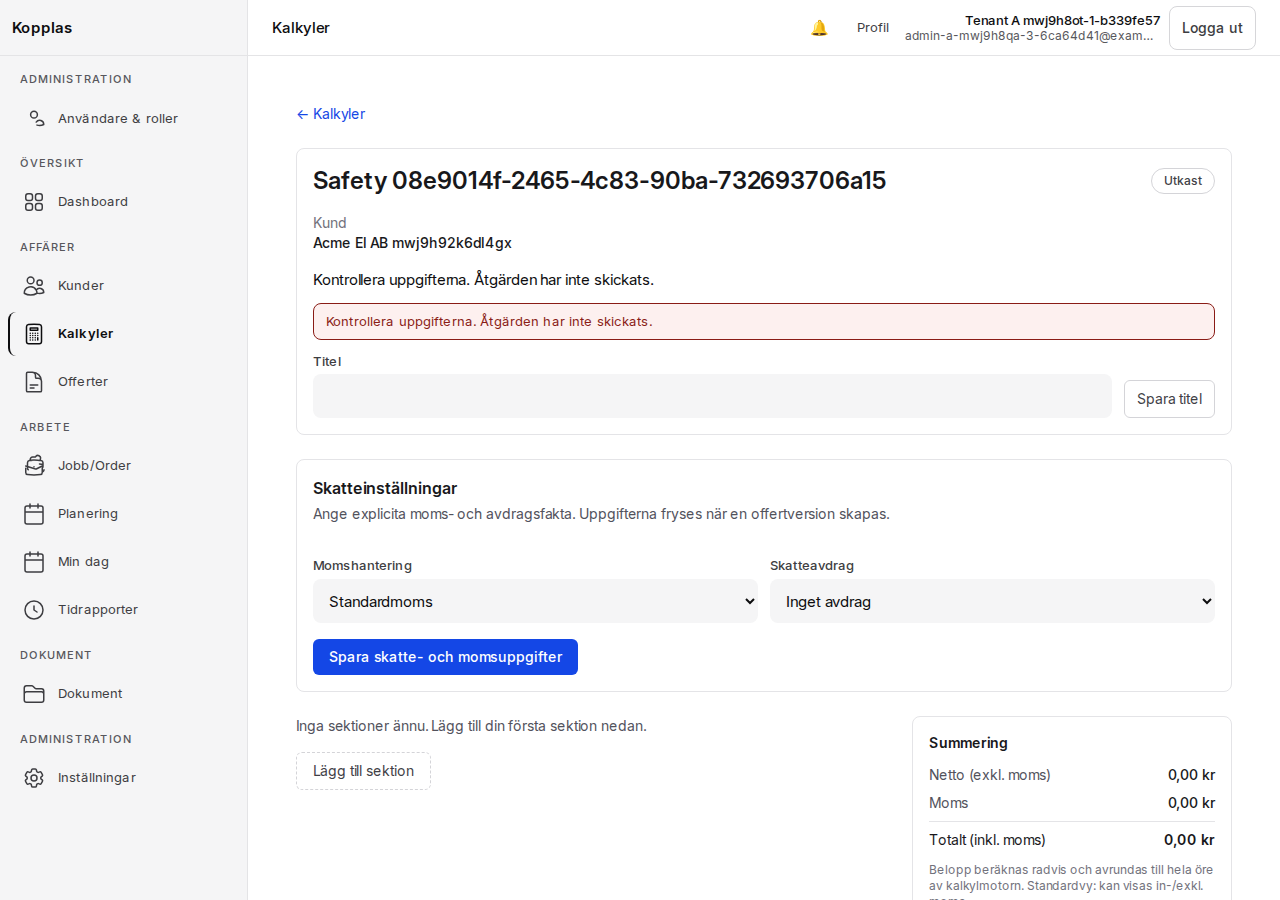 Kopplas
Kalkyler
🔔
Profil
Tenant A mwj9h8ot-1-b339fe57
admin-a-mwj9h8qa-3-6ca64d41@exam...
Logga ut
ADMINISTRATION
Användare & roller
ÖVERSIKT
Dashboard
AFFÄRER
Kunder
Kalkyler
Offerter
ARBETE
Jobb/Order
Planering
Min dag
Tidrapporter
DOKUMENT
Dokument
ADMINISTRATION
Inställningar
← Kalkyler
Safety 08e9014f-2465-4c83-90ba-732693706a15
Utkast
Kund
Acme El AB mwj9h92k6dl4gx
Kontrollera uppgifterna. Åtgärden har inte skickats.
Kontrollera uppgifterna. Åtgärden har inte skickats.
Titel
Spara titel
Skatteinställningar
Ange explicita moms- och avdragsfakta. Uppgifterna fryses när en offertversion skapas.
Momshantering
Skatteavdrag
Standardmoms
Inget avdrag
Spara skatte- och momsuppgifter
Inga sektioner ännu. Lägg till din första sektion nedan.
Lägg till sektion
Summering
Netto (exkl. moms) 0,00 kr
Moms 0,00 kr
Totalt (inkl. moms) 0,00 kr
Belopp beräknas radvis och avrundas till hela öre
av kalkylmotorn. Standardvy: kan visas in-/exkl.